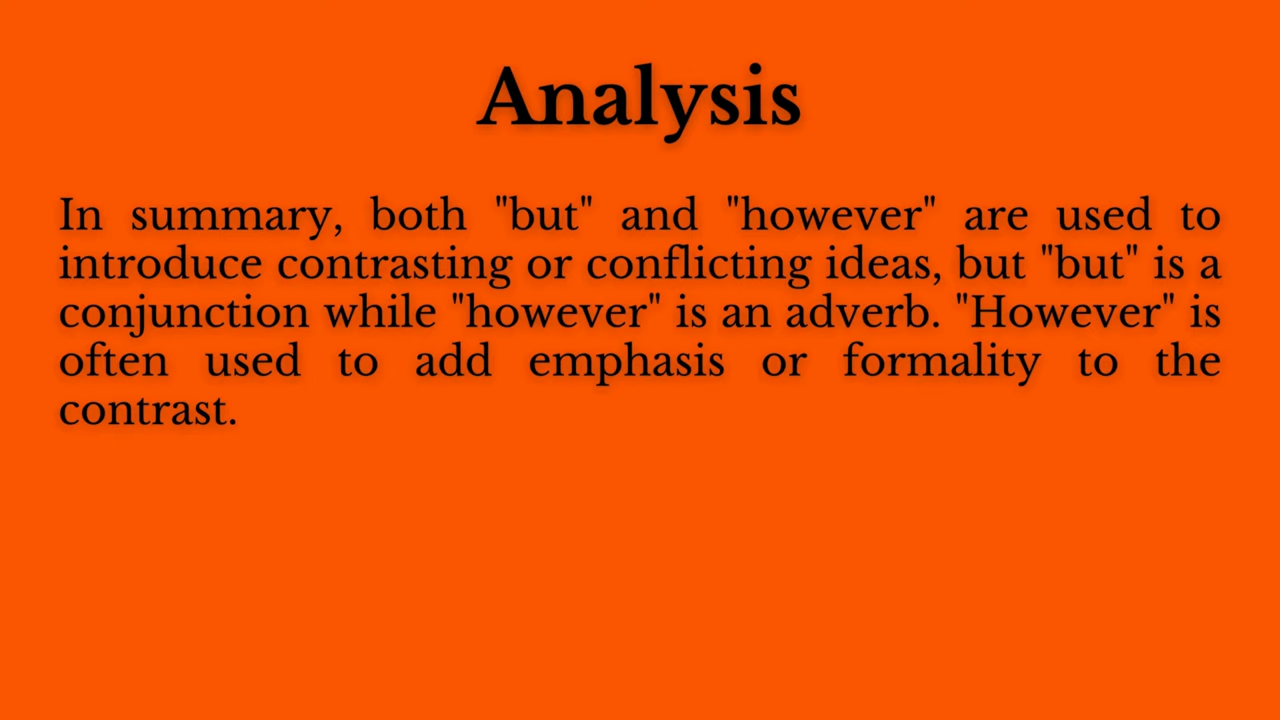 Analysis
In summary, both "but" and "however" are used to
introduce contrasting or conflicting ideas, but "but" is a
conjunction while "however" is an adverb. "However" is
often used to add emphasis or formality to the
contrast.